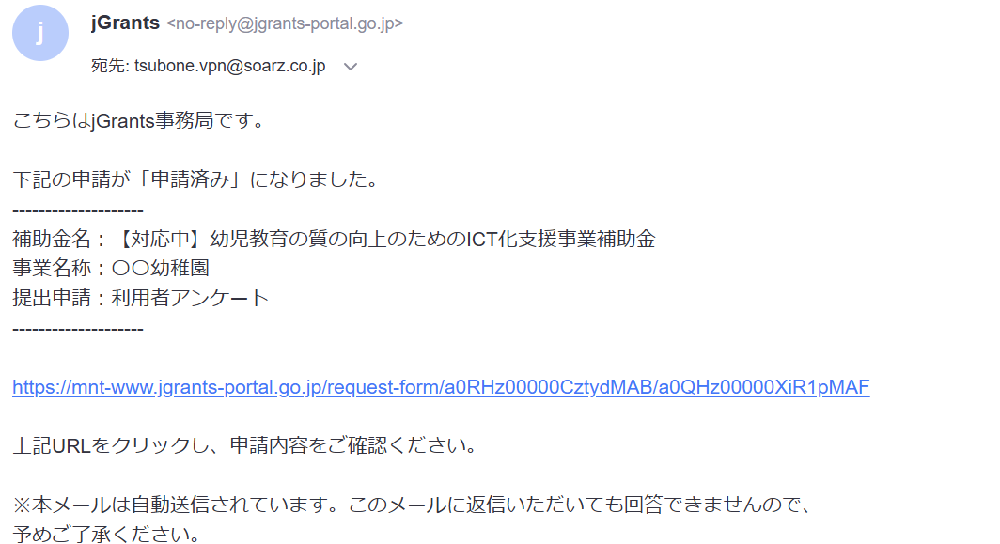 j
jGrants <no-reply@jgrants-portal.go.jp>
宛先: tsubone.vpn@soarz.co.jp
こちらはjGrants事務局です。
下記の申請が「申請済み」になりました。
--------------------
補助金名：【対応中】幼児教育の質の向上のためのICT化支援事業補助金
事業名称：〇〇幼稚園
提出申請：利用者アンケート
--------------------
https://mnt-www.jgrants-portal.go.jp/request-form/a0RHz00000CztydMAB/a0QHz00000XiR1pMAF
上記URLをクリックし、申請内容をご確認ください。
※本メールは自動送信されています。このメールに返信いただいても回答できませんので、
予めご了承ください。